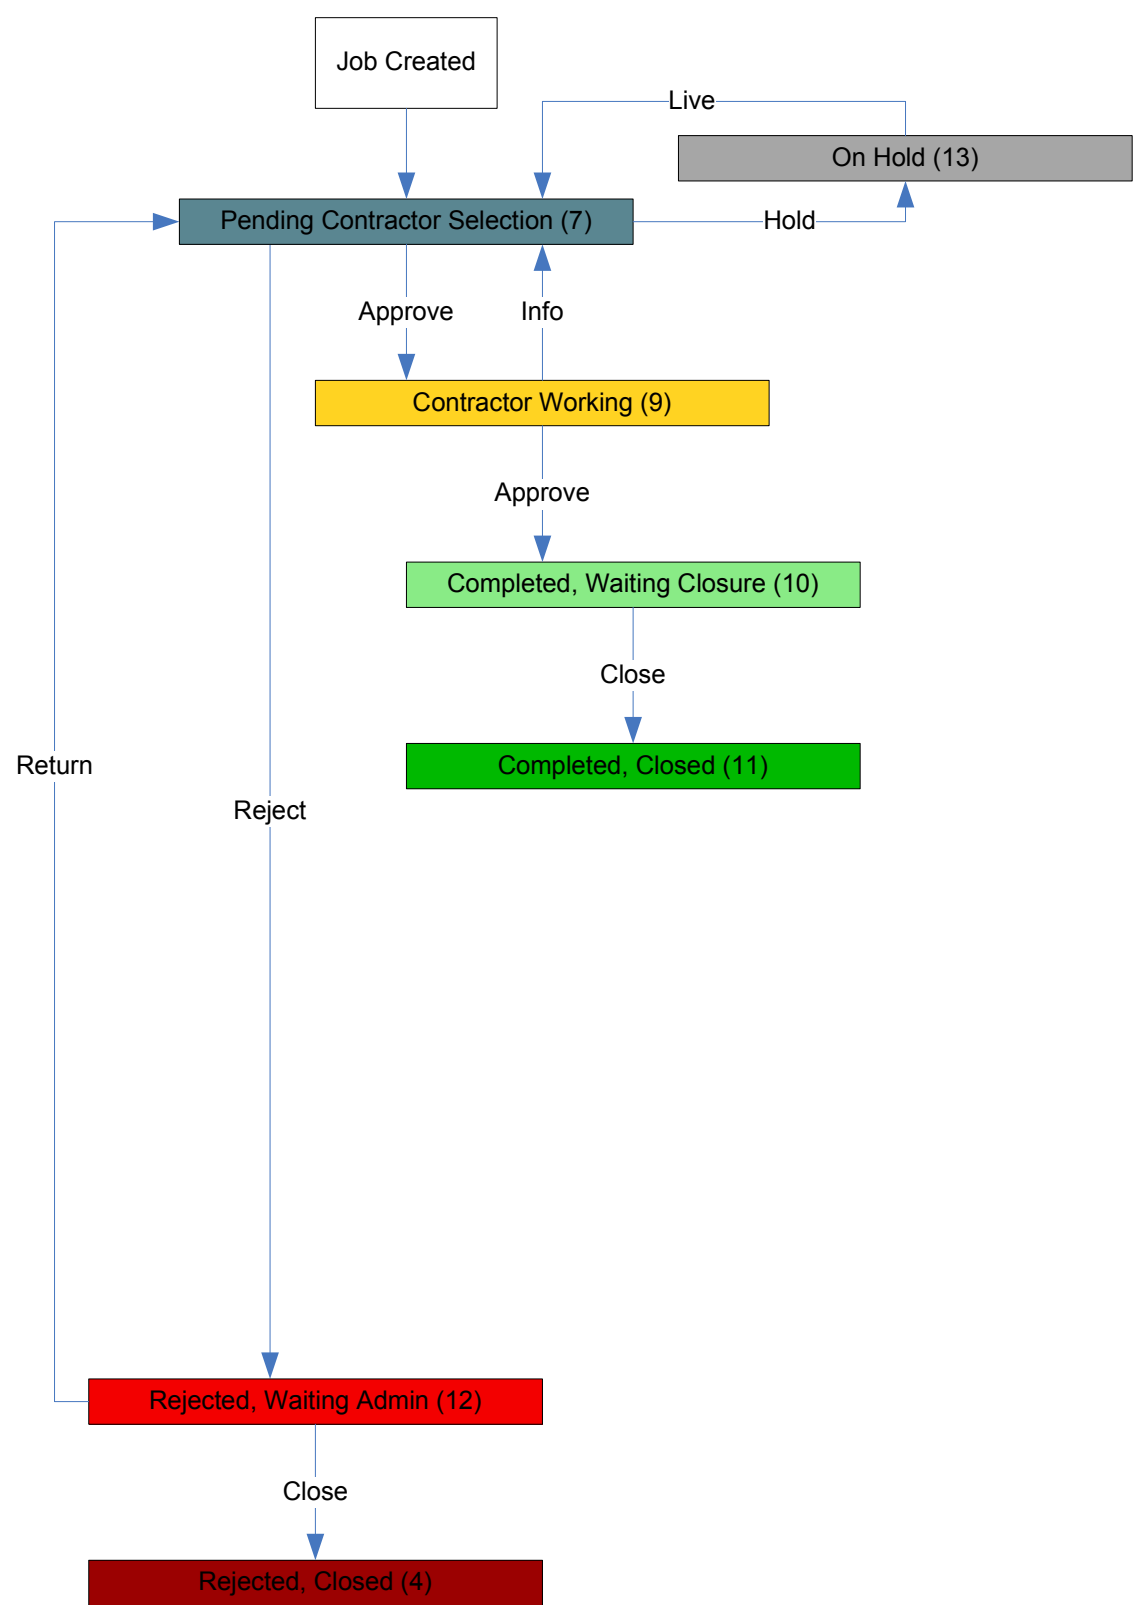 Job Created
Live
On Hold (13)
Pending Contractor Selection (7)
Hold
Approve
Info
Contractor Working (9)
Approve
Completed, Waiting Closure (10)
Close
Completed, Closed (11)
Return
Reject
Rejected, Waiting Admin (12)
Close
Rejected, Closed (4)